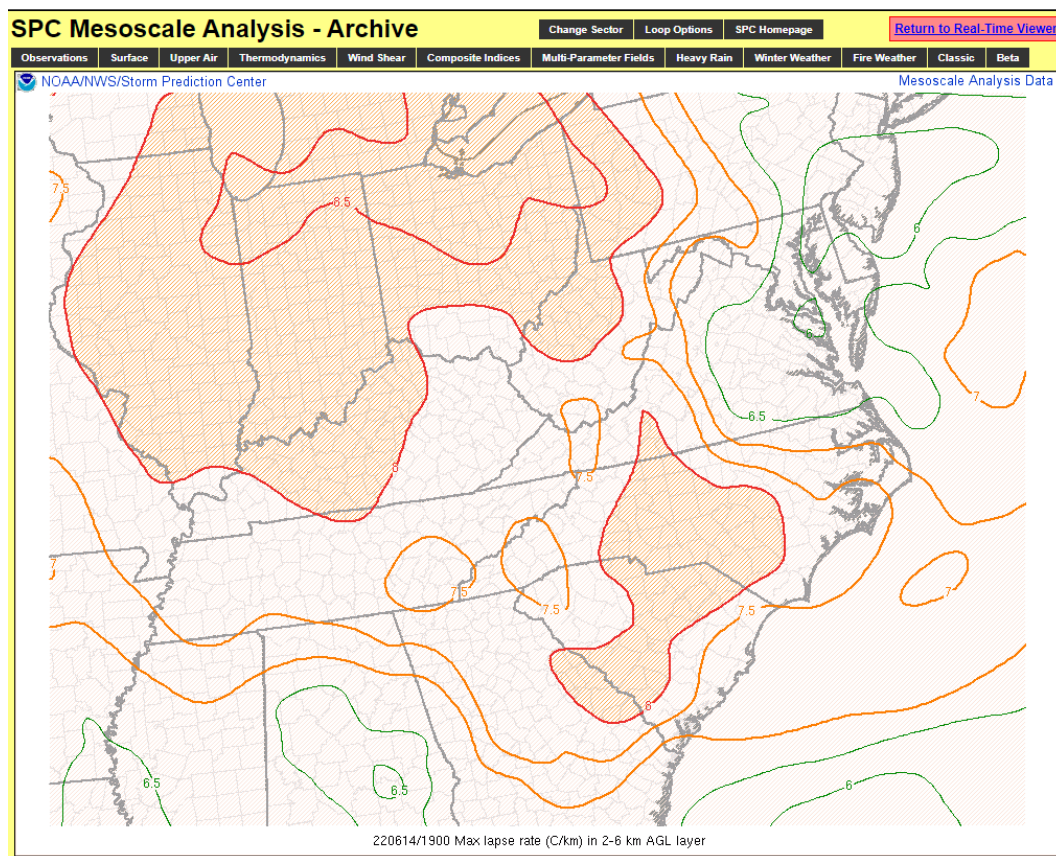 SPC Mesoscale Analysis - Archive
Change Sector Loop Options SPC Homepage
Return to Real-Time Viewer
Observations Surface Upper Air Thermodynamics Wind Shear Composite Indices Multi-Parameter Fields Heavy Rain Winter Weather Fire Weather Classic Beta
NOAA/NWS/Storm Prediction Center
Mesoscale Analysis Data
7.5
8.5
6
6
7
6.5
8
7.5
7
7.5
7.5
7.5
7
8
6.5
6.5
6
220614/1900 Max lapse rate (C/km) in 2-6 km AGL layer